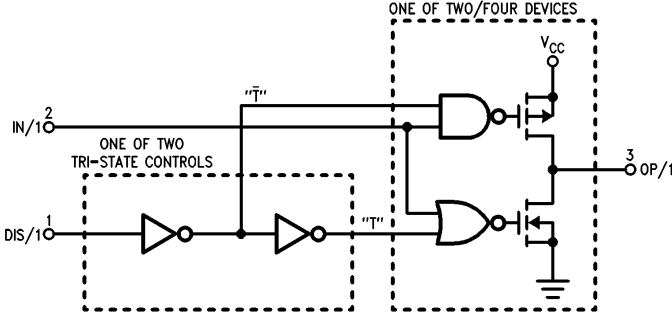 ONE OF TWO/FOUR DEVICES
VCC
"T̄"
2
IN/1
ONE OF TWO
TRI-STATE CONTROLS
3
OP/1
1
DIS/1
"T"